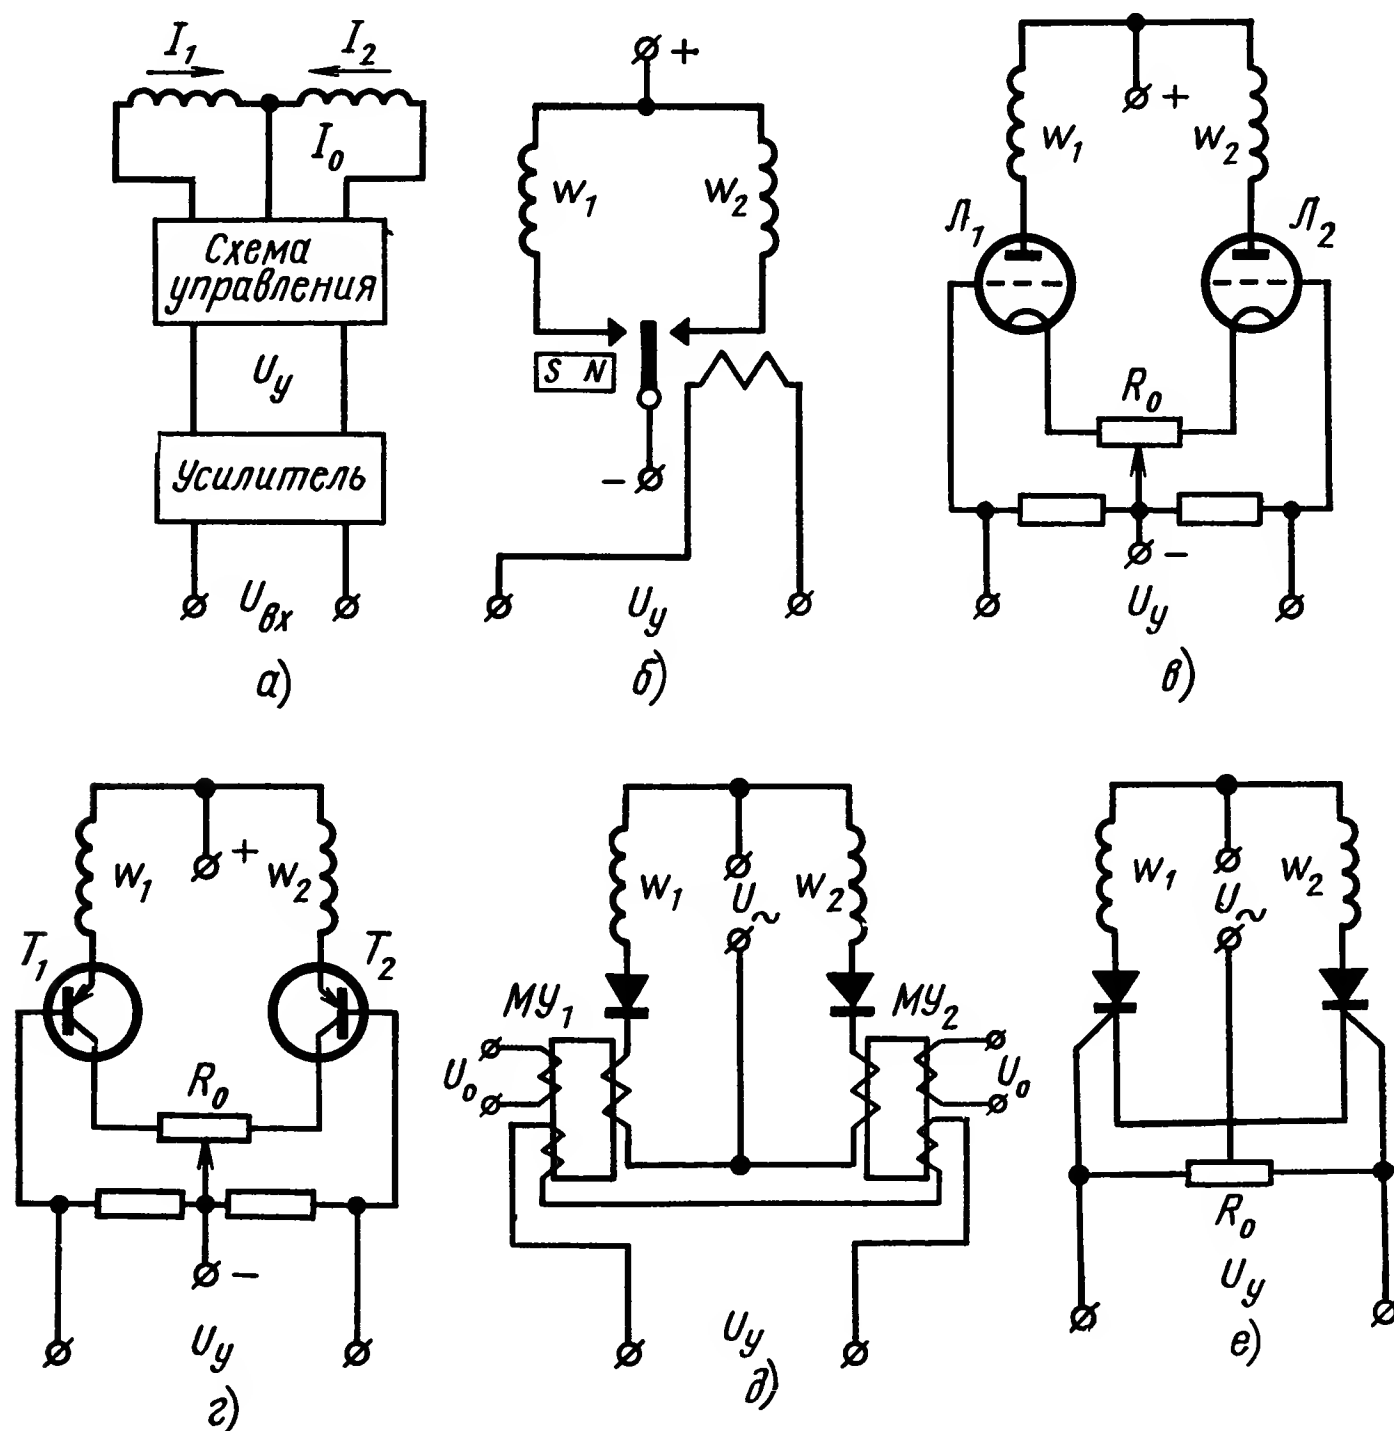 I₁ I₂
I₀
Схема
управления
Uу
Усилитель
Uвх
а)
+
w₁ w₂
S N
−
Uу
б)
+
w₁ w₂
Л₁ Л₂
R₀
−
Uу
в)
+
w₁ w₂
T₁ T₂
R₀
−
Uу
г)
w₁ w₂
U~
МУ₁ МУ₂
U₀ U₀
Uу
д)
w₁ w₂
U~
R₀
Uу
е)